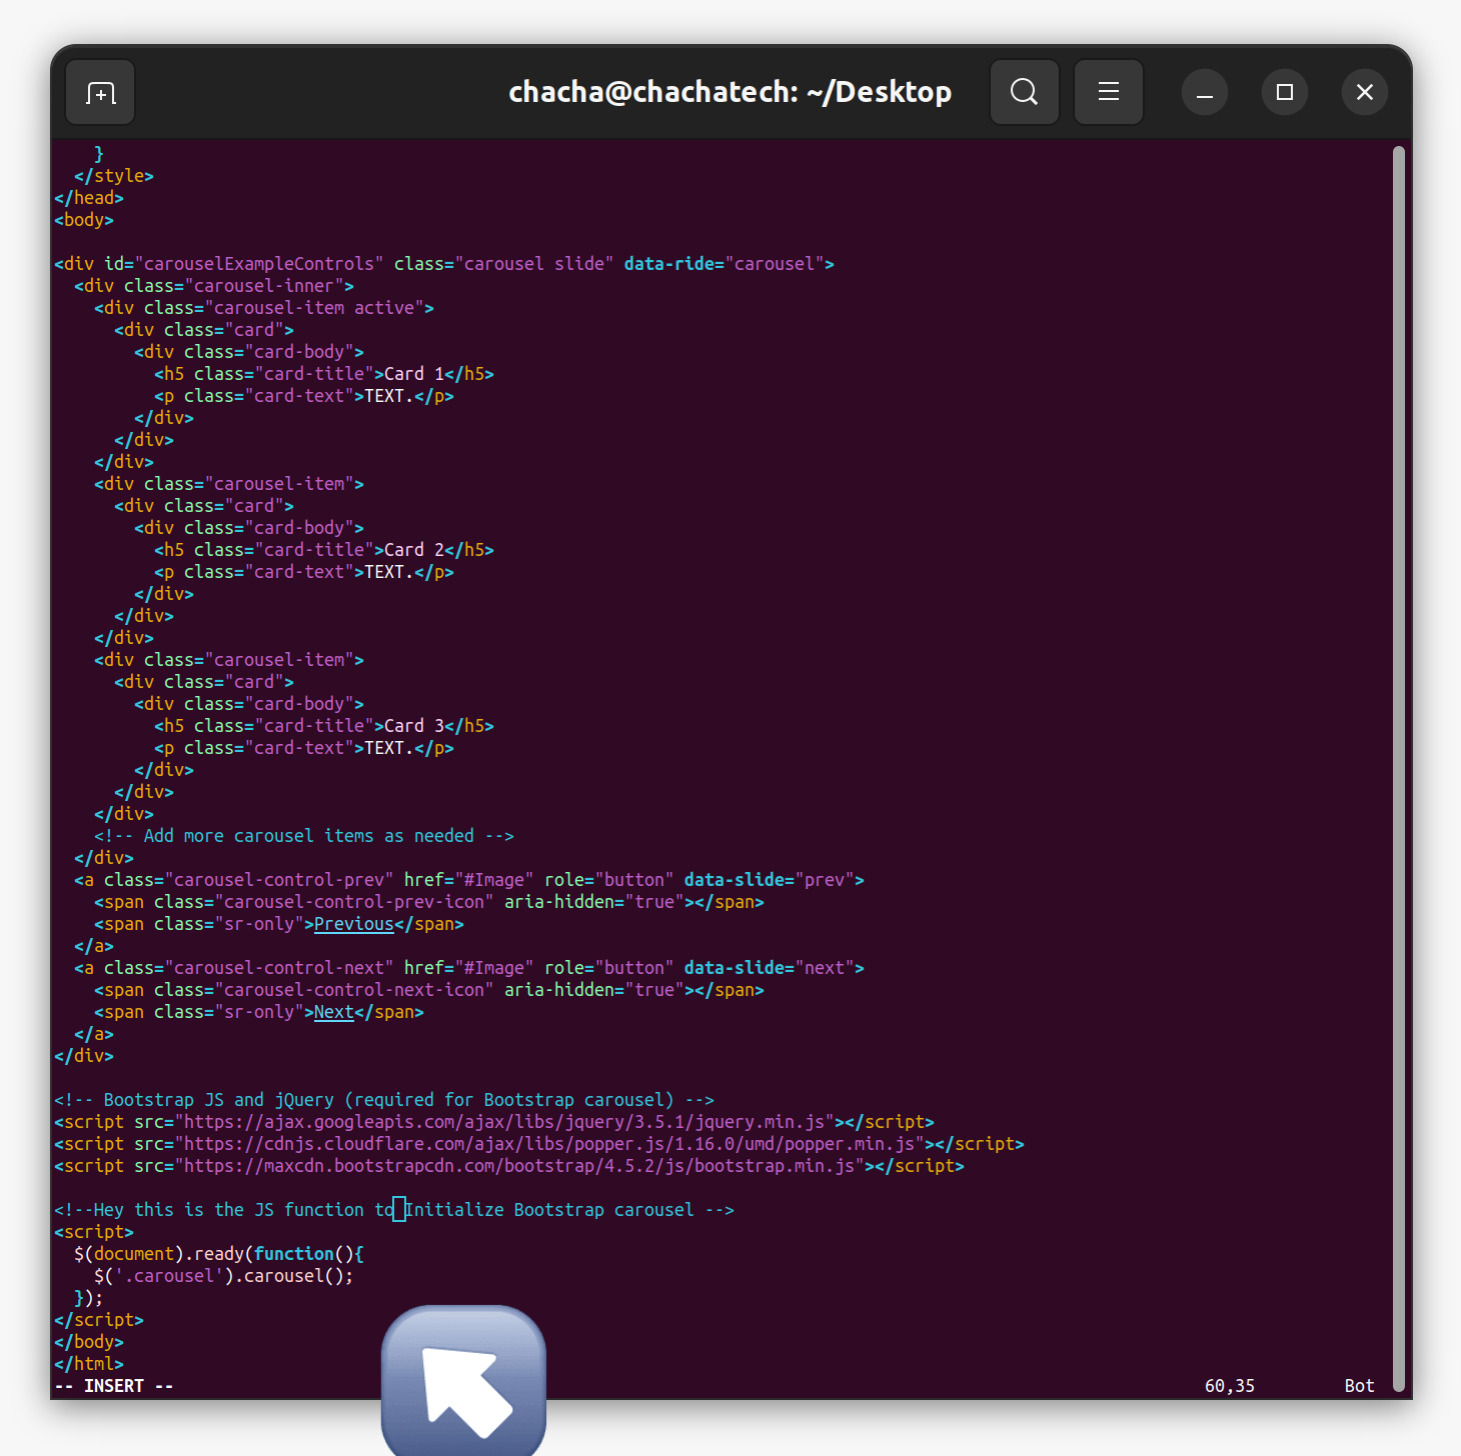 chacha@chachatech: ~/Desktop
    }
  </style>
</head>
<body>

<div id="carouselExampleControls" class="carousel slide" data-ride="carousel">
  <div class="carousel-inner">
    <div class="carousel-item active">
      <div class="card">
        <div class="card-body">
          <h5 class="card-title">Card 1</h5>
          <p class="card-text">TEXT.</p>
        </div>
      </div>
    </div>
    <div class="carousel-item">
      <div class="card">
        <div class="card-body">
          <h5 class="card-title">Card 2</h5>
          <p class="card-text">TEXT.</p>
        </div>
      </div>
    </div>
    <div class="carousel-item">
      <div class="card">
        <div class="card-body">
          <h5 class="card-title">Card 3</h5>
          <p class="card-text">TEXT.</p>
        </div>
      </div>
    </div>
    <!-- Add more carousel items as needed -->
  </div>
  <a class="carousel-control-prev" href="#Image" role="button" data-slide="prev">
    <span class="carousel-control-prev-icon" aria-hidden="true"></span>
    <span class="sr-only">Previous</span>
  </a>
  <a class="carousel-control-next" href="#Image" role="button" data-slide="next">
    <span class="carousel-control-next-icon" aria-hidden="true"></span>
    <span class="sr-only">Next</span>
  </a>
</div>

<!-- Bootstrap JS and jQuery (required for Bootstrap carousel) -->
<script src="https://ajax.googleapis.com/ajax/libs/jquery/3.5.1/jquery.min.js"></script>
<script src="https://cdnjs.cloudflare.com/ajax/libs/popper.js/1.16.0/umd/popper.min.js"></script>
<script src="https://maxcdn.bootstrapcdn.com/bootstrap/4.5.2/js/bootstrap.min.js"></script>

<!--Hey this is the JS function to Initialize Bootstrap carousel -->
<script>
  $(document).ready(function(){
    $('.carousel').carousel();
  });
</script>
</body>
</html>
-- INSERT -- 60,35 Bot